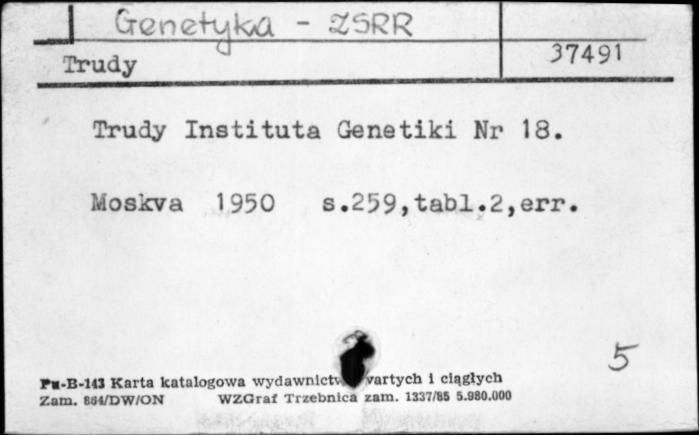 Genetyka - ZSRR
Trudy 37491
Trudy Instituta Genetiki Nr 18.
Moskva 1950 s.259,tabl.2,err.
5
Pu-B-143 Karta katalogowa wydawnictw zwartych i ciągłych
Zam. 864/DW/ON WZGraf Trzebnica zam. 1337/85 5.980.000